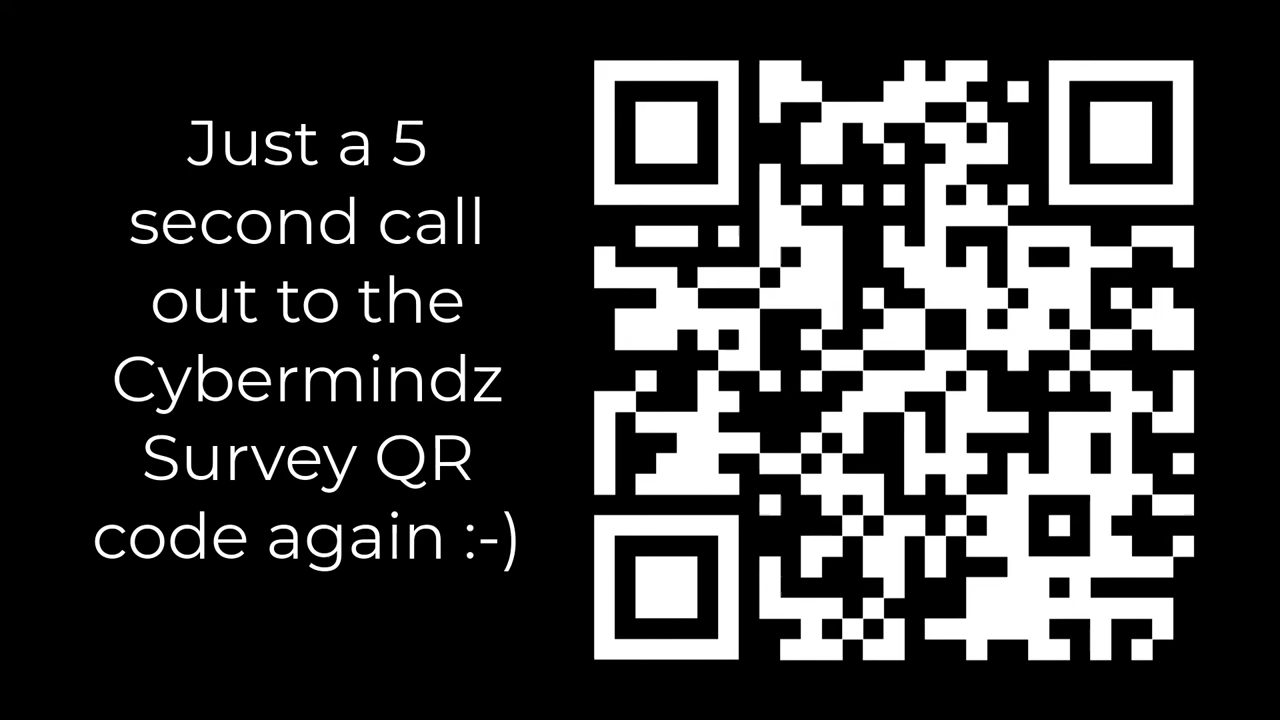 Just a 5
second call
out to the
Cybermindz
Survey QR
code again :-)